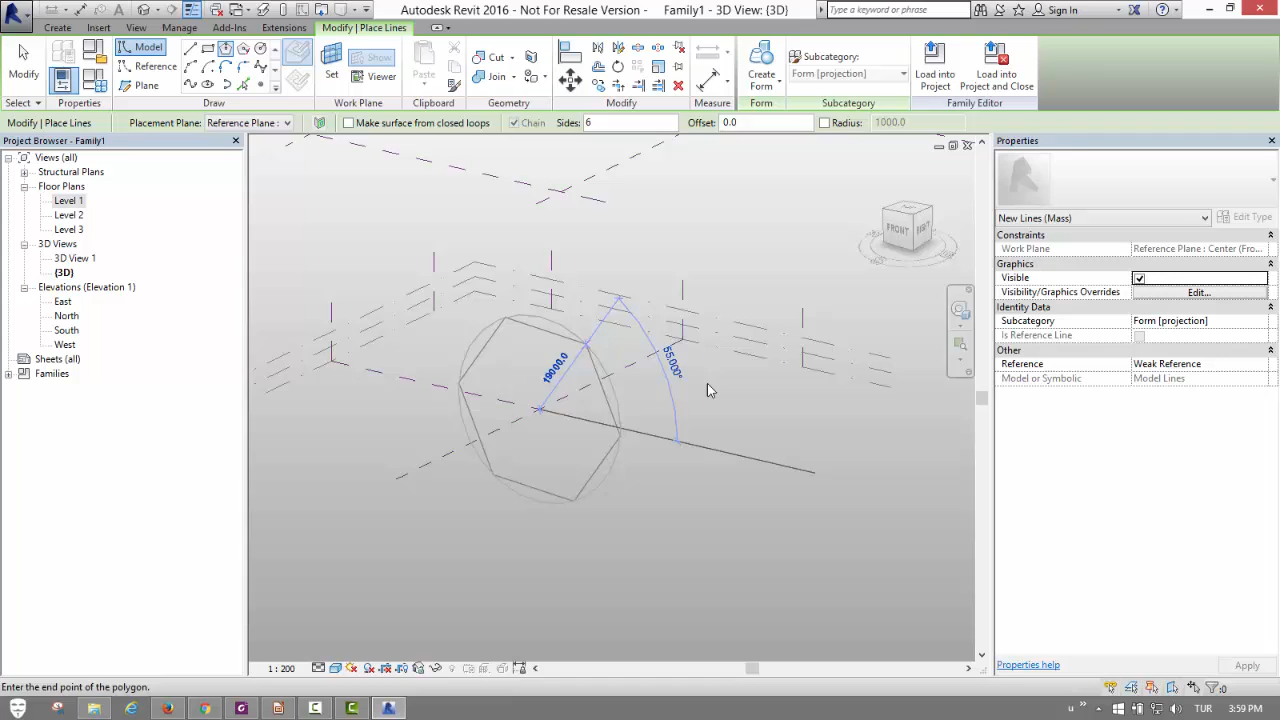 Autodesk Revit 2016 - Not For Resale Version -
Family1 - 3D View: {3D}
Type a keyword or phrase
Sign In
Create
Insert
View
Manage
Add-Ins
Extensions
Modify | Place Lines
Modify
Model
Reference
Plane
Set
Show
Viewer
Paste
Cut
Join
Create
Form
Subcategory:
Form [projection]
Load into
Project
Load into
Project and Close
Select
Properties
Draw
Work Plane
Clipboard
Geometry
Modify
Measure
Form
Subcategory
Family Editor
Modify | Place Lines
Placement Plane:
Reference Plane :
Make surface from closed loops
Chain
Sides:
6
Offset:
0.0
Radius:
1000.0
Project Browser - Family1
Views (all)
Structural Plans
Floor Plans
Level 1
Level 2
Level 3
3D Views
3D View 1
{3D}
Elevations (Elevation 1)
East
North
South
West
Sheets (all)
Families
FRONT
19000.0
55.000°
Properties
New Lines (Mass)
Edit Type
Constraints
Work Plane
Reference Plane : Center (Fro...
Graphics
Visible
Visibility/Graphics Overrides
Edit...
Identity Data
Subcategory
Form [projection]
Is Reference Line
Other
Reference
Weak Reference
Model or Symbolic
Model Lines
Properties help
Apply
1 : 200
Enter the end point of the polygon.
:0
TUR
3:59 PM